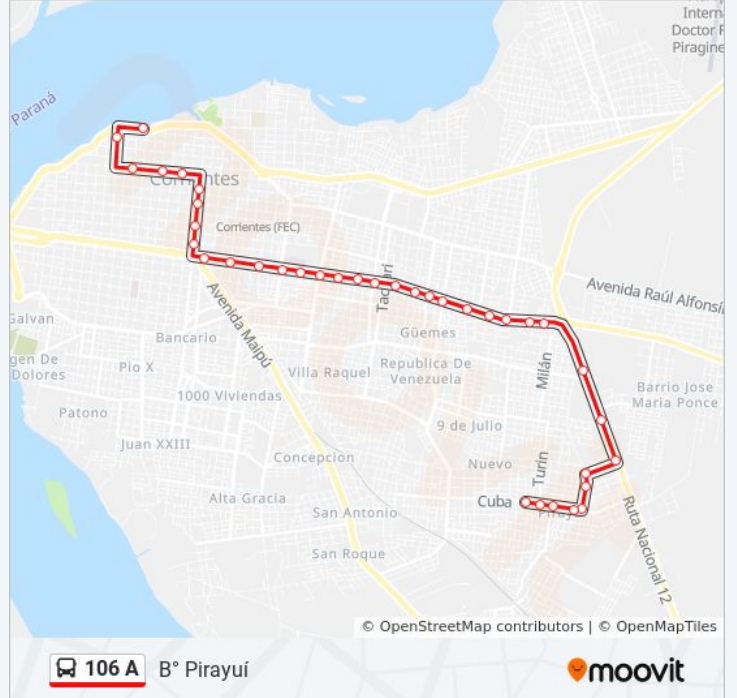 Intern
Doctor F
Piragine
Paraná
Corrientes
Corrientes (FEC)
Tacuarí
Avenida Raúl Alfonsí
Avenida Maipú
Galvan
Bancario
Güemes
gen De
Dolores
Pio X
Villa Raquel
Republica De
Venezuela
Milán
Barrio Jose
Maria Ponce
1000 Viviendas
Patono
9 de Julio
Juan XXIII
Concepcion
Nuevo
Turín
Alta Gracia
Cuba
San Antonio
Ruta Nacional 12
San Roque
© OpenStreetMap contributors | © OpenMapTiles
106 A B° Pirayuí
moovit